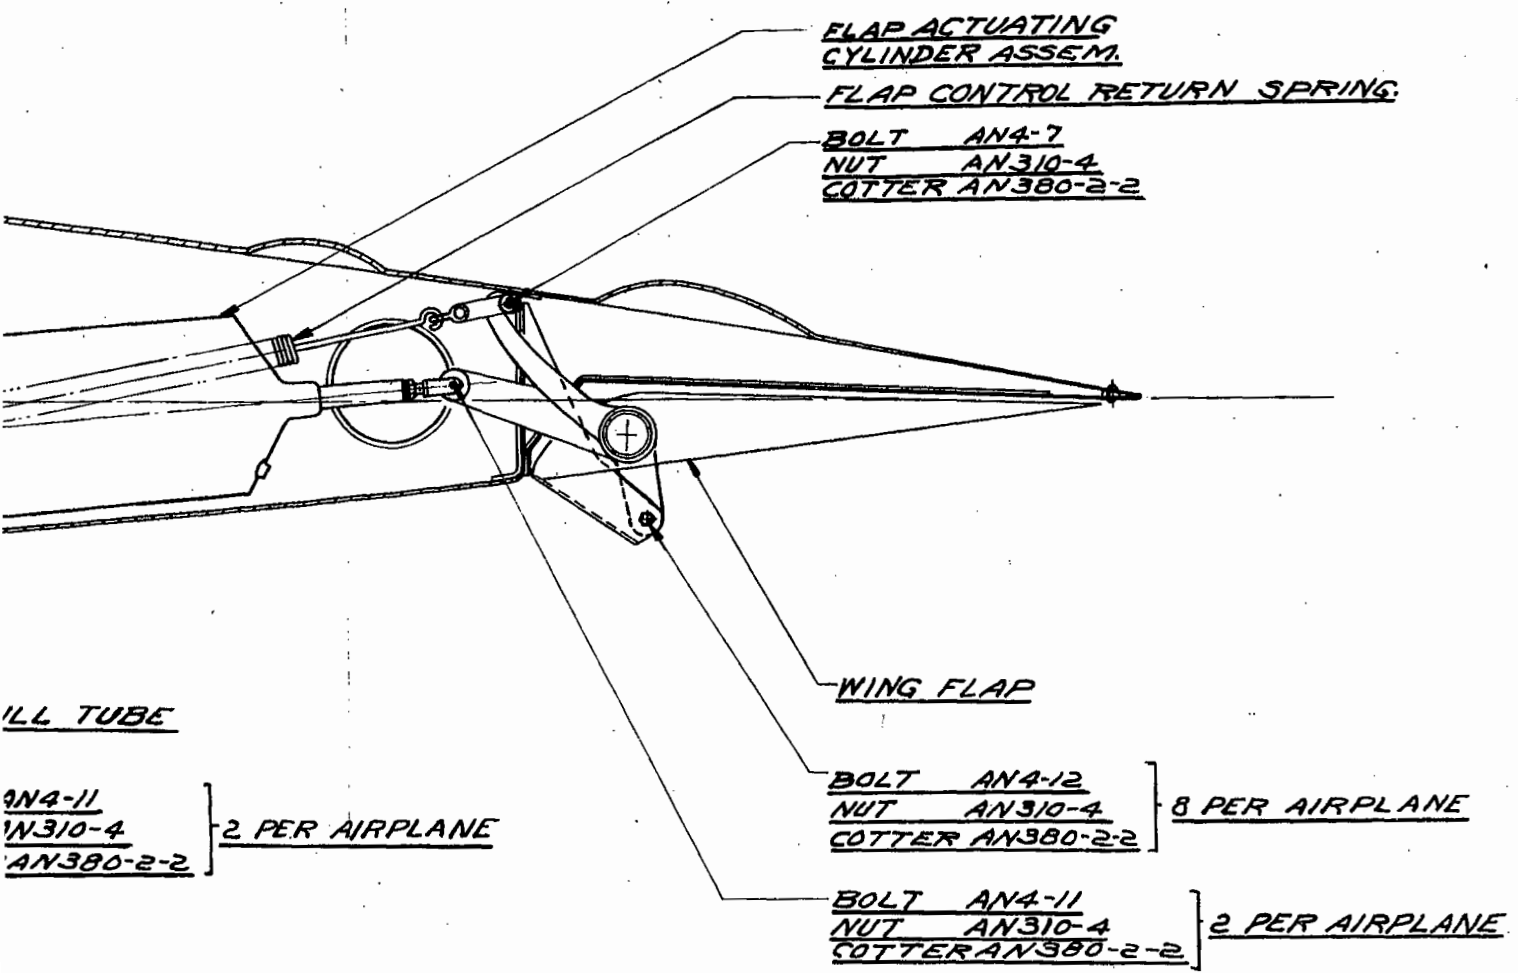 FLAP ACTUATING
CYLINDER ASSEM.
FLAP CONTROL RETURN SPRING.
BOLT AN4-7
NUT AN310-4
COTTER AN380-2-2
WING FLAP
ILL TUBE
AN4-11
AN310-4
AN380-2-2
2 PER AIRPLANE
BOLT AN4-12
NUT AN310-4
COTTER AN380-2-2
8 PER AIRPLANE
BOLT AN4-11
NUT AN310-4
COTTER AN380-2-2
2 PER AIRPLANE